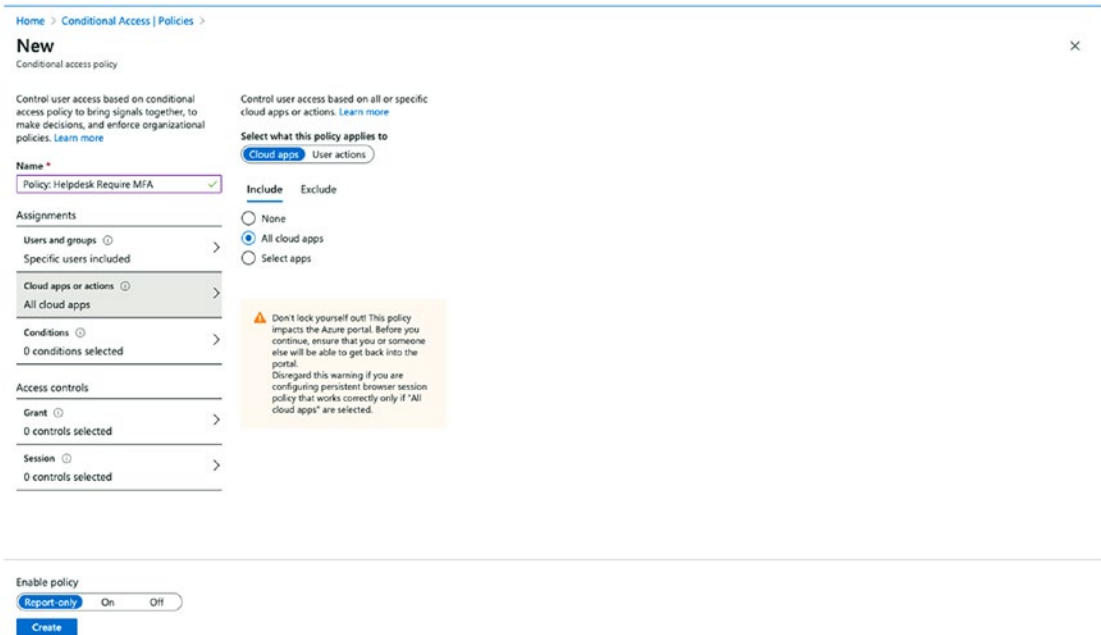 Home > Conditional Access | Policies >
New
Conditional access policy
Control user access based on conditional
access policy to bring signals together, to
make decisions, and enforce organizational
policies. Learn more
Name *
Policy: Helpdesk Require MFA
Assignments
Users and groups
Specific users included
Cloud apps or actions
All cloud apps
Conditions
0 conditions selected
Access controls
Grant
0 controls selected
Session
0 controls selected
Control user access based on all or specific
cloud apps or actions. Learn more
Select what this policy applies to
Cloud apps User actions
Include Exclude
None
All cloud apps
Select apps
Don't lock yourself out! This policy
impacts the Azure portal. Before you
continue, ensure that you or someone
else will be able to get back into the
portal.
Disregard this warning if you are
configuring persistent browser session
policy that works correctly only if "All
cloud apps" are selected.
Enable policy
Report-only On Off
Create